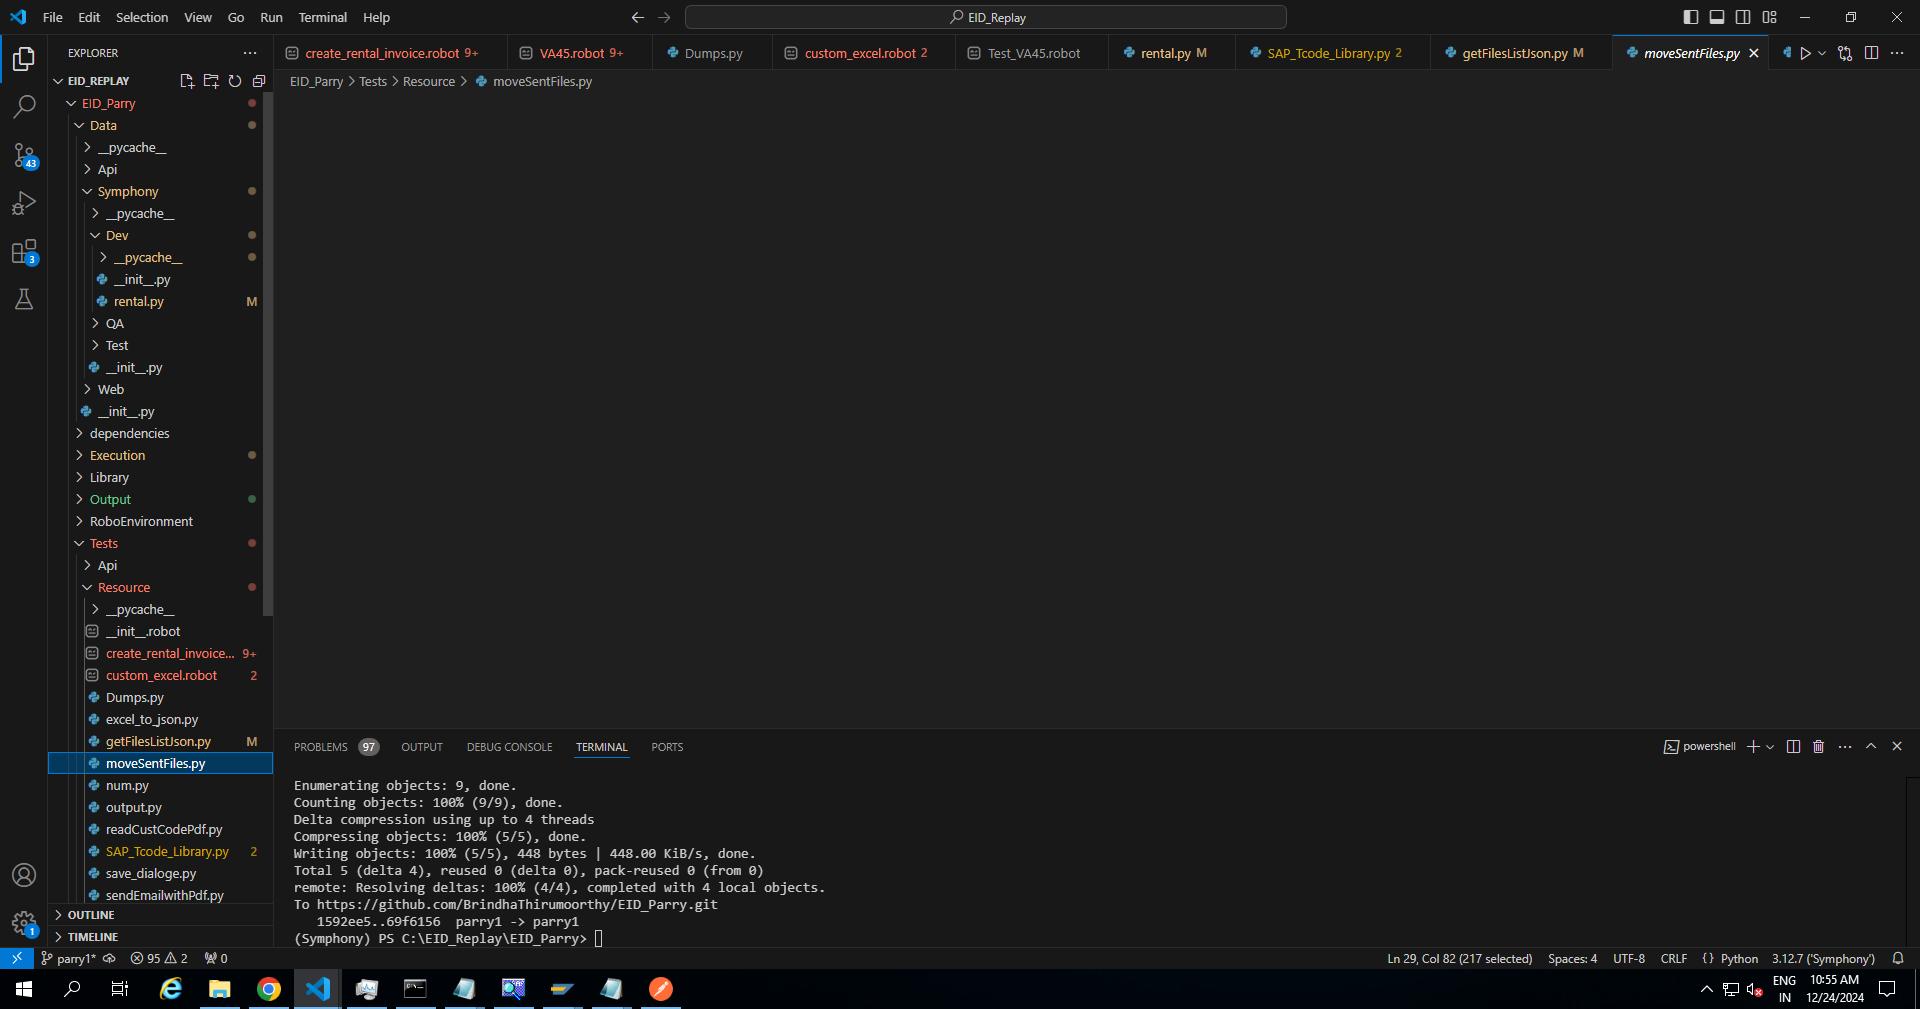 File Edit Selection View Go Run Terminal Help
EID_Replay
EXPLORER
create_rental_invoice.robot 9+
VA45.robot 9+
Dumps.py
custom_excel.robot 2
Test_VA45.robot
rental.py M
SAP_Tcode_Library.py 2
getFilesListJson.py M
moveSentFiles.py
EID_REPLAY
EID_Parry > Tests > Resource > moveSentFiles.py
EID_Parry
Data
__pycache__
Api
Symphony
__pycache__
Dev
__pycache__
__init__.py
rental.py M
QA
Test
__init__.py
Web
__init__.py
dependencies
Execution
Library
Output
RoboEnvironment
Tests
Api
Resource
__pycache__
__init__.robot
create_rental_invoice... 9+
custom_excel.robot 2
Dumps.py
excel_to_json.py
getFilesListJson.py M
moveSentFiles.py
num.py
output.py
readCustCodePdf.py
SAP_Tcode_Library.py 2
save_dialoge.py
sendEmailwithPdf.py
OUTLINE
TIMELINE
43
3
1
PROBLEMS 97 OUTPUT DEBUG CONSOLE TERMINAL PORTS
powershell
Enumerating objects: 9, done.
Counting objects: 100% (9/9), done.
Delta compression using up to 4 threads
Compressing objects: 100% (5/5), done.
Writing objects: 100% (5/5), 448 bytes | 448.00 KiB/s, done.
Total 5 (delta 4), reused 0 (delta 0), pack-reused 0 (from 0)
remote: Resolving deltas: 100% (4/4), completed with 4 local objects.
To https://github.com/BrindhaThirumoorthy/EID_Parry.git
1592ee5..69f6156 parry1 -> parry1
(Symphony) PS C:\EID_Replay\EID_Parry>
parry1* 95 2 0
Ln 29, Col 82 (217 selected) Spaces: 4 UTF-8 CRLF {} Python 3.12.7 ('Symphony')
ENG
IN
10:55 AM
12/24/2024